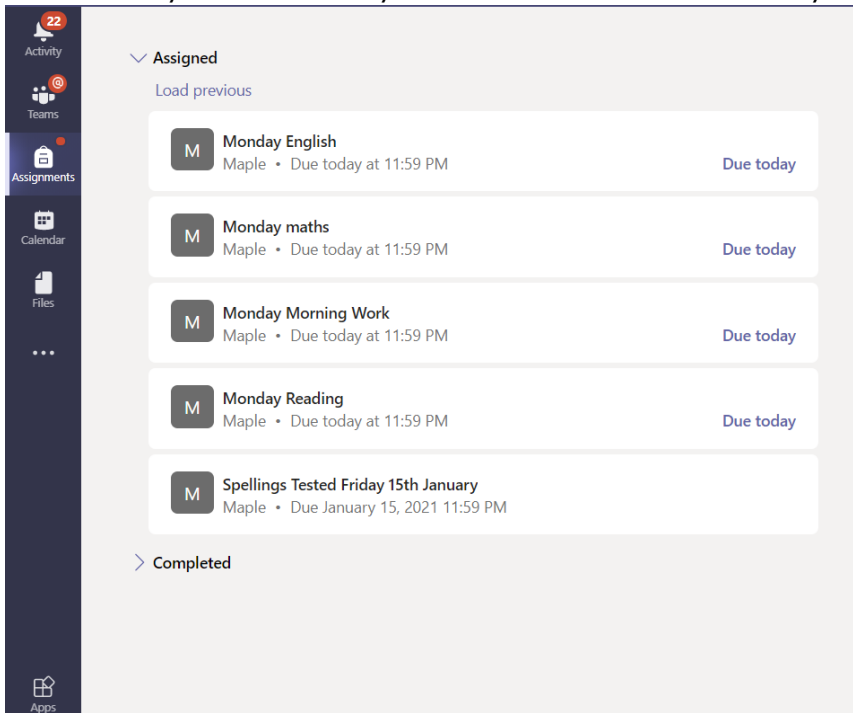 22
Activity
@
Teams
Assignments
Calendar
Files
Apps
Assigned
Load previous
M
Monday English
Maple • Due today at 11:59 PM
Due today
M
Monday maths
Maple • Due today at 11:59 PM
Due today
M
Monday Morning Work
Maple • Due today at 11:59 PM
Due today
M
Monday Reading
Maple • Due today at 11:59 PM
Due today
M
Spellings Tested Friday 15th January
Maple • Due January 15, 2021 11:59 PM
Completed